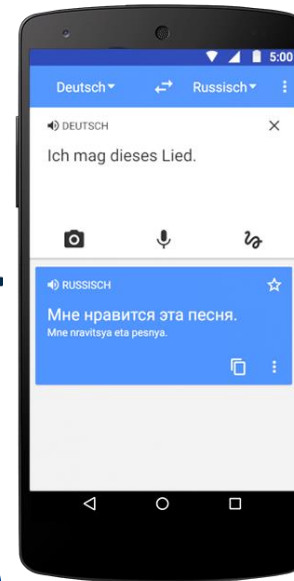 5:00
Deutsch Russisch
DEUTSCH
Ich mag dieses Lied.
RUSSISCH
Мне нравится эта песня.
Mne nravitsya eta pesnya.